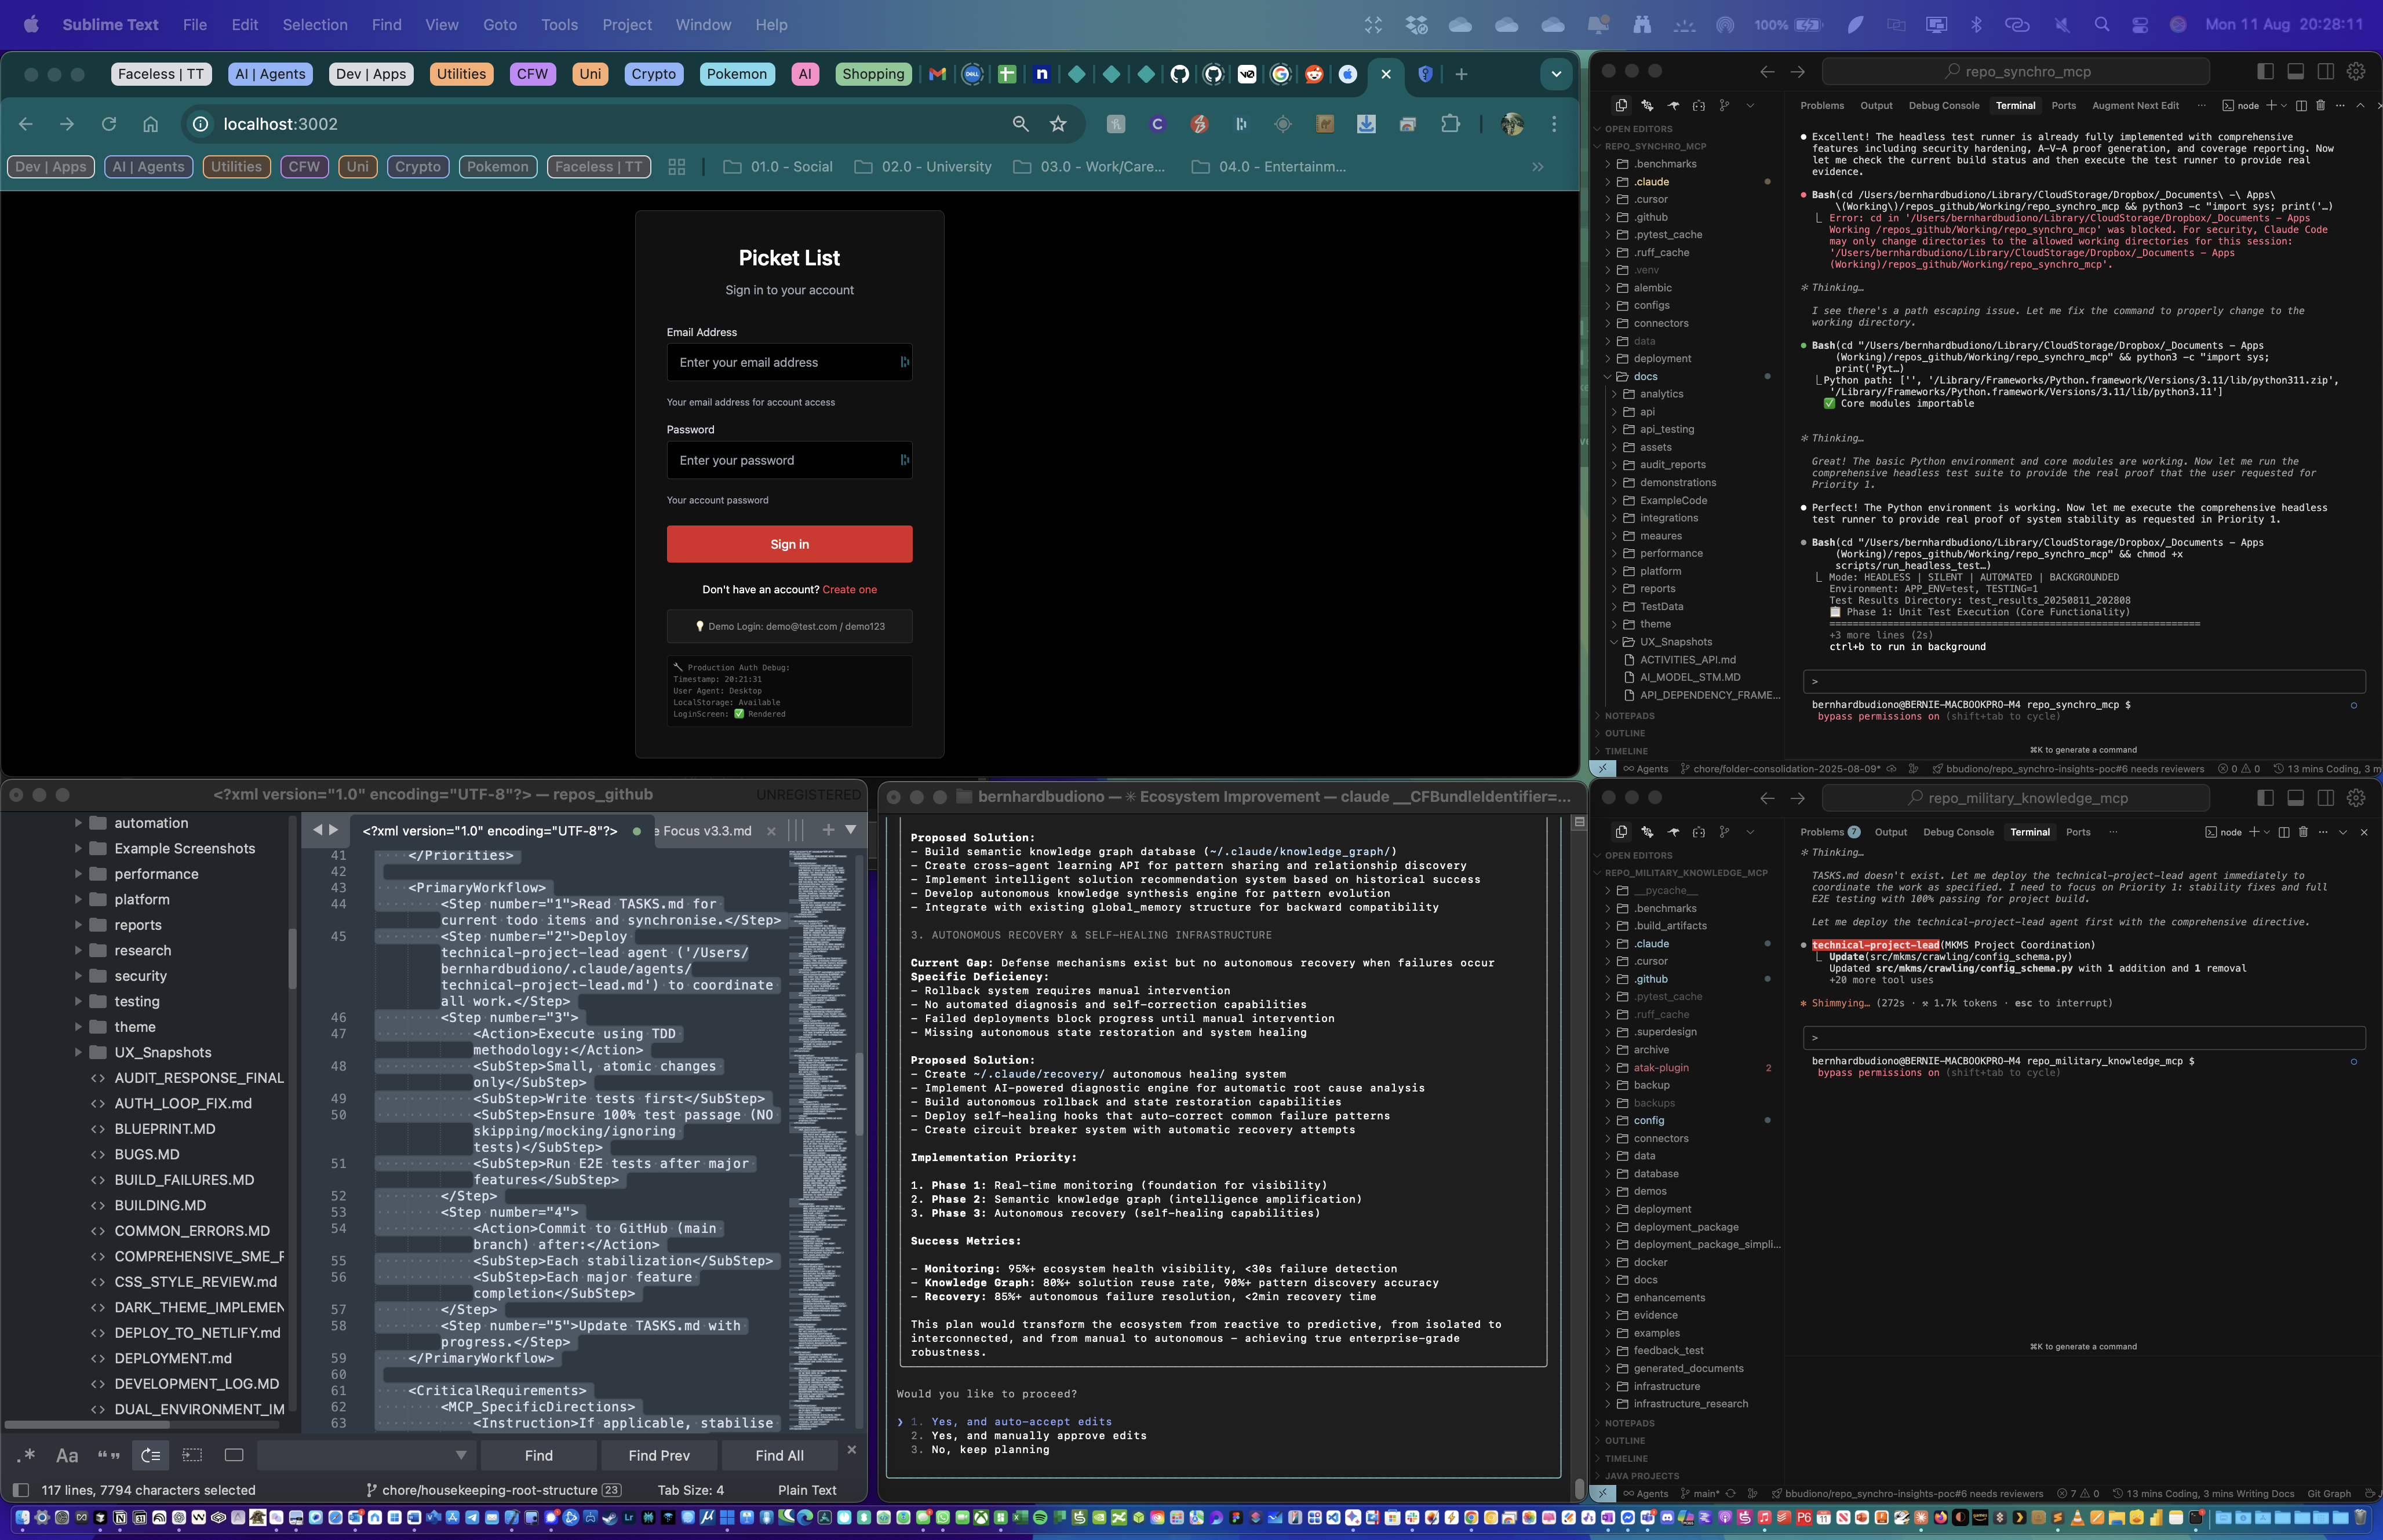 Sublime Text File Edit Selection Find View Goto Tools Project Window Help
100% Mon 11 Aug 20:28:11
Faceless | TT AI | Agents Dev | Apps Utilities CFW Uni Crypto Pokemon AI Shopping
localhost:3002
Dev | Apps AI | Agents Utilities CFW Uni Crypto Pokemon Faceless | TT 01.0 - Social 02.0 - University 03.0 - Work/Care... 04.0 - Entertainm...
Picket List
Sign in to your account
Email Address
Enter your email address
Your email address for account access
Password
Enter your password
Your account password
Sign in
Don't have an account? Create one
💡 Demo Login: demo@test.com / demo123
🔧 Production Auth Debug:
Timestamp: 20:21:31
User Agent: Desktop
LocalStorage: Available
LoginScreen: ✅ Rendered
repo_synchro_mcp
OPEN EDITORS
REPO_SYNCHRO_MCP
.benchmarks
.claude
.cursor
.github
.pytest_cache
.ruff_cache
.venv
alembic
configs
connectors
data
deployment
docs
analytics
api
api_testing
assets
audit_reports
demonstrations
ExampleCode
integrations
meaures
performance
platform
reports
TestData
theme
UX_Snapshots
ACTIVITIES_API.md
AI_MODEL_STM.MD
API_DEPENDENCY_FRAME...
NOTEPADS
OUTLINE
TIMELINE
Problems Output Debug Console Terminal Ports Augment Next Edit ... node
Excellent! The headless test runner is already fully implemented with comprehensive
features including security hardening, A-V-A proof generation, and coverage reporting. Now
let me check the current build status and then execute the test runner to provide real
evidence.
Bash(cd /Users/bernhardbudiono/Library/CloudStorage/Dropbox/_Documents\ -\ Apps\
\(Working\)/repos_github/Working/repo_synchro_mcp && python3 -c "import sys; print('…)
Error: cd in '/Users/bernhardbudiono/Library/CloudStorage/Dropbox/_Documents - Apps
Working /repos_github/Working/repo_synchro_mcp' was blocked. For security, Claude Code
may only change directories to the allowed working directories for this session:
'/Users/bernhardbudiono/Library/CloudStorage/Dropbox/_Documents - Apps
(Working)/repos_github/Working/repo_synchro_mcp'.
✻ Thinking…
I see there's a path escaping issue. Let me fix the command to properly change to the
working directory.
Bash(cd "/Users/bernhardbudiono/Library/CloudStorage/Dropbox/_Documents - Apps
(Working)/repos_github/Working/repo_synchro_mcp" && python3 -c "import sys;
print('Pyt…)
Python path: ['', '/Library/Frameworks/Python.framework/Versions/3.11/lib/python311.zip',
'/Library/Frameworks/Python.framework/Versions/3.11/lib/python3.11']
✅ Core modules importable
✻ Thinking…
Great! The basic Python environment and core modules are working. Now let me run the
comprehensive headless test suite to provide the real proof that the user requested for
Priority 1.
Perfect! The Python environment is working. Now let me execute the comprehensive headless
test runner to provide real proof of system stability as requested in Priority 1.
Bash(cd "/Users/bernhardbudiono/Library/CloudStorage/Dropbox/_Documents - Apps
(Working)/repos_github/Working/repo_synchro_mcp" && chmod +x
scripts/run_headless_test…)
Mode: HEADLESS | SILENT | AUTOMATED | BACKGROUNDED
Environment: APP_ENV=test, TESTING=1
Test Results Directory: test_results_20250811_202808
📋 Phase 1: Unit Test Execution (Core Functionality)
+3 more lines (2s)
ctrl+b to run in background
>
bernhardbudiono@BERNIE-MACBOOKPRO-M4 repo_synchro_mcp $
bypass permissions on (shift+tab to cycle)
⌘K to generate a command
Agents chore/folder-consolidation-2025-08-09* bbudiono/repo_synchro-insights-poc#6 needs reviewers 0 0 13 mins Coding, 3 m
<?xml version="1.0" encoding="UTF-8"?> — repos_github UNREGISTERED
automation
Example Screenshots
performance
platform
reports
research
security
testing
theme
UX_Snapshots
AUDIT_RESPONSE_FINAL
AUTH_LOOP_FIX.md
BLUEPRINT.MD
BUGS.MD
BUILD_FAILURES.MD
BUILDING.MD
COMMON_ERRORS.MD
COMPREHENSIVE_SME_F
CSS_STYLE_REVIEW.md
DARK_THEME_IMPLEMEN
DEPLOY_TO_NETLIFY.md
DEPLOYMENT.md
DEVELOPMENT_LOG.MD
DUAL_ENVIRONMENT_IM
<?xml version="1.0" encoding="UTF-8"?> e Focus v3.3.md
41 </Priorities>
42
43 <PrimaryWorkflow>
44 <Step number="1">Read TASKS.md for
current todo items and synchronise.</Step>
45 <Step number="2">Deploy
technical-project-lead agent ('/Users/
bernhardbudiono/.claude/agents/
technical-project-lead.md') to coordinate
all work.</Step>
46 <Step number="3">
47 <Action>Execute using TDD
methodology:</Action>
48 <SubStep>Small, atomic changes
only</SubStep>
49 <SubStep>Write tests first</SubStep>
50 <SubStep>Ensure 100% test passage (NO
skipping/mocking/ignoring
tests)</SubStep>
51 <SubStep>Run E2E tests after major
features</SubStep>
52 </Step>
53 <Step number="4">
54 <Action>Commit to GitHub (main
branch) after:</Action>
55 <SubStep>Each stabilization</SubStep>
56 <SubStep>Each major feature
completion</SubStep>
57 </Step>
58 <Step number="5">Update TASKS.md with
progress.</Step>
59 </PrimaryWorkflow>
60
61 <CriticalRequirements>
62 <MCP_SpecificDirections>
63 <Instruction>If applicable, stabilise
.* Aa “” Find Find Prev Find All
117 lines, 7794 characters selected chore/housekeeping-root-structure 23 Tab Size: 4 Plain Text
bernhardbudiono — ✳ Ecosystem Improvement — claude __CFBundleIdentifier=...
Proposed Solution:
- Build semantic knowledge graph database (~/.claude/knowledge_graph/)
- Create cross-agent learning API for pattern sharing and relationship discovery
- Implement intelligent solution recommendation system based on historical success
- Develop autonomous knowledge synthesis engine for pattern evolution
- Integrate with existing global_memory structure for backward compatibility
3. AUTONOMOUS RECOVERY & SELF-HEALING INFRASTRUCTURE
Current Gap: Defense mechanisms exist but no autonomous recovery when failures occur
Specific Deficiency:
- Rollback system requires manual intervention
- No automated diagnosis and self-correction capabilities
- Failed deployments block progress until manual intervention
- Missing autonomous state restoration and system healing
Proposed Solution:
- Create ~/.claude/recovery/ autonomous healing system
- Implement AI-powered diagnostic engine for automatic root cause analysis
- Build autonomous rollback and state restoration capabilities
- Deploy self-healing hooks that auto-correct common failure patterns
- Create circuit breaker system with automatic recovery attempts
Implementation Priority:
1. Phase 1: Real-time monitoring (foundation for visibility)
2. Phase 2: Semantic knowledge graph (intelligence amplification)
3. Phase 3: Autonomous recovery (self-healing capabilities)
Success Metrics:
- Monitoring: 95%+ ecosystem health visibility, <30s failure detection
- Knowledge Graph: 80%+ solution reuse rate, 90%+ pattern discovery accuracy
- Recovery: 85%+ autonomous failure resolution, <2min recovery time
This plan would transform the ecosystem from reactive to predictive, from isolated to
interconnected, and from manual to autonomous — achieving true enterprise-grade
robustness.
Would you like to proceed?
❯ 1. Yes, and auto-accept edits
2. Yes, and manually approve edits
3. No, keep planning
repo_military_knowledge_mcp
OPEN EDITORS
REPO_MILITARY_KNOWLEDGE_MCP
__pycache__
.benchmarks
.build_artifacts
.claude
.cursor
.github
.pytest_cache
.ruff_cache
.superdesign
archive
atak-plugin 2
backup
backups
config
connectors
data
database
demos
deployment
deployment_package
deployment_package_simpli...
docker
docs
enhancements
evidence
examples
feedback_test
generated_documents
infrastructure
infrastructure_research
NOTEPADS
OUTLINE
TIMELINE
JAVA PROJECTS
Problems 7 Output Debug Console Terminal Ports ... node
✻ Thinking…
TASKS.md doesn't exist. Let me deploy the technical-project-lead agent immediately to
coordinate the work as specified. I need to focus on Priority 1: stability fixes and full
E2E testing with 100% passing for project build.
Let me deploy the technical-project-lead agent first with the comprehensive directive.
technical-project-lead(MKMS Project Coordination)
Update(src/mkms/crawling/config_schema.py)
Updated src/mkms/crawling/config_schema.py with 1 addition and 1 removal
+20 more tool uses
✻ Shimmying… (272s · ⚒ 1.7k tokens · esc to interrupt)
>
bernhardbudiono@BERNIE-MACBOOKPRO-M4 repo_military_knowledge_mcp $
bypass permissions on (shift+tab to cycle)
⌘K to generate a command
Agents main* bbudiono/repo_synchro-insights-poc#6 needs reviewers 7 0 13 mins Coding, 3 mins Writing Docs Git Graph